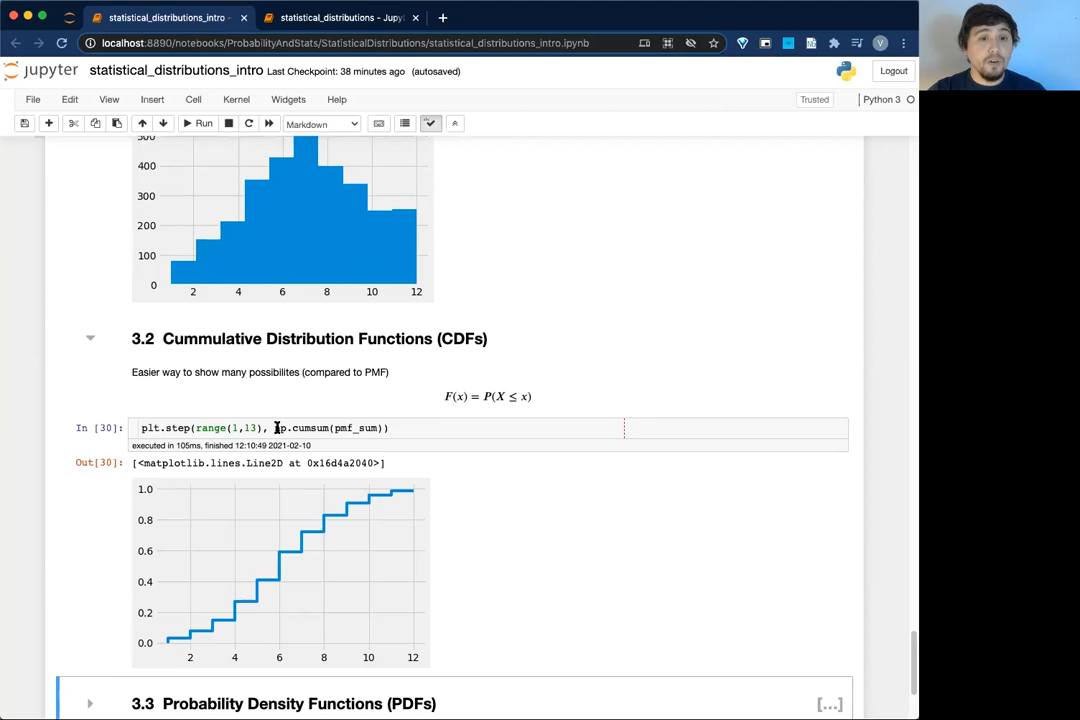 statistical_distributions_intro -
statistical_distributions - Jupyt
localhost:8890/notebooks/ProbabilityAndStats/StatisticalDistributions/statistical_distributions_intro.ipynb
V
jupyter statistical_distributions_intro Last Checkpoint: 38 minutes ago (autosaved)
Logout
File Edit View Insert Cell Kernel Widgets Help
Trusted
Python 3
Run
Markdown
500
400
300
200
100
0
2 4 6 8 10 12
3.2 Cummulative Distribution Functions (CDFs)
Easier way to show many possibilites (compared to PMF)
F(x) = P(X ≤ x)
In [30]: plt.step(range(1,13), np.cumsum(pmf_sum))
executed in 105ms, finished 12:10:49 2021-02-10
Out[30]: [<matplotlib.lines.Line2D at 0x16d4a2040>]
1.0
0.8
0.6
0.4
0.2
0.0
2 4 6 8 10 12
3.3 Probability Density Functions (PDFs)
[...]